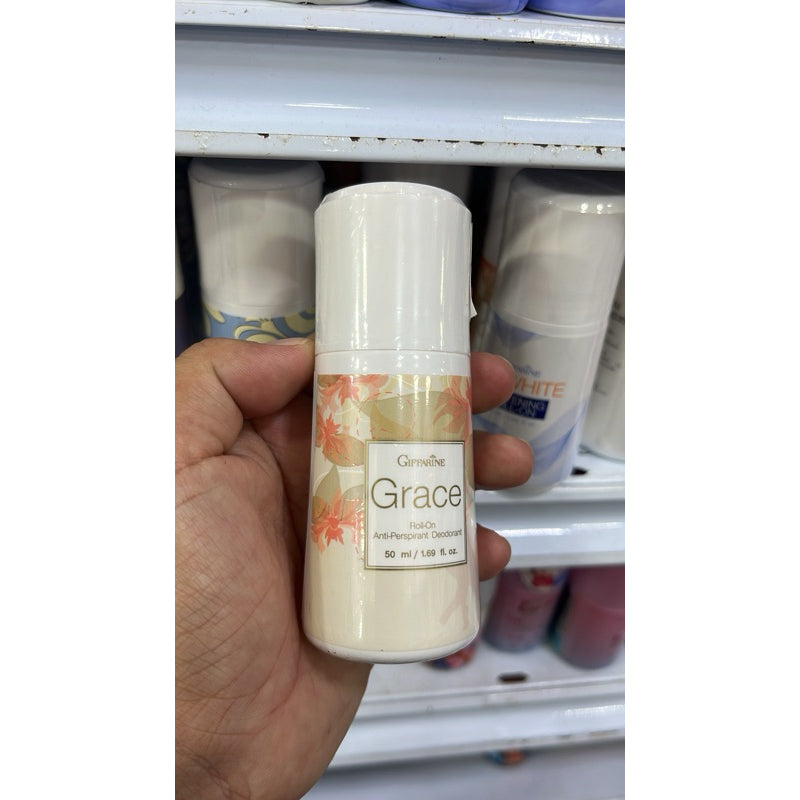 GIFFARINE
Grace
Roll-On
Anti-Perspirant Deodorant
50 ml / 1.69 fl. oz.
WHITE